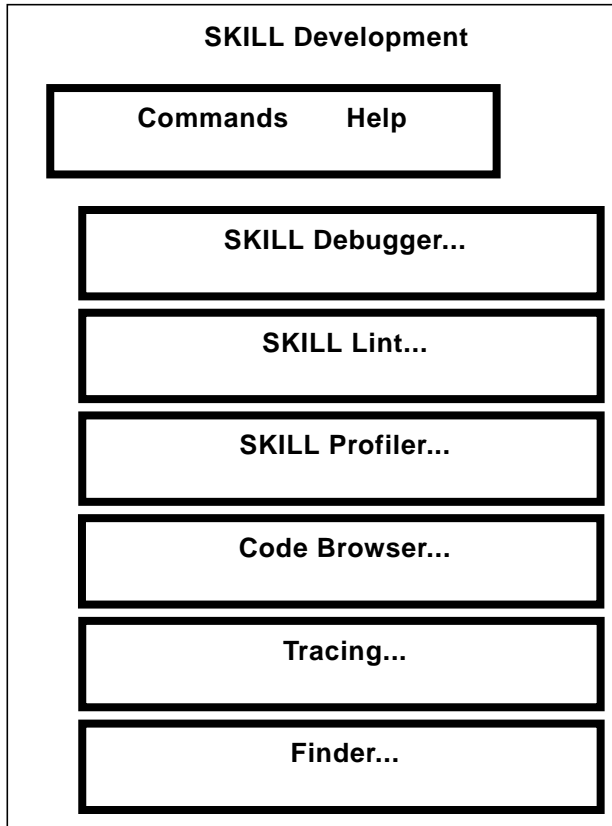 SKILL Development
Commands Help
SKILL Debugger...
SKILL Lint...
SKILL Profiler...
Code Browser...
Tracing...
Finder...